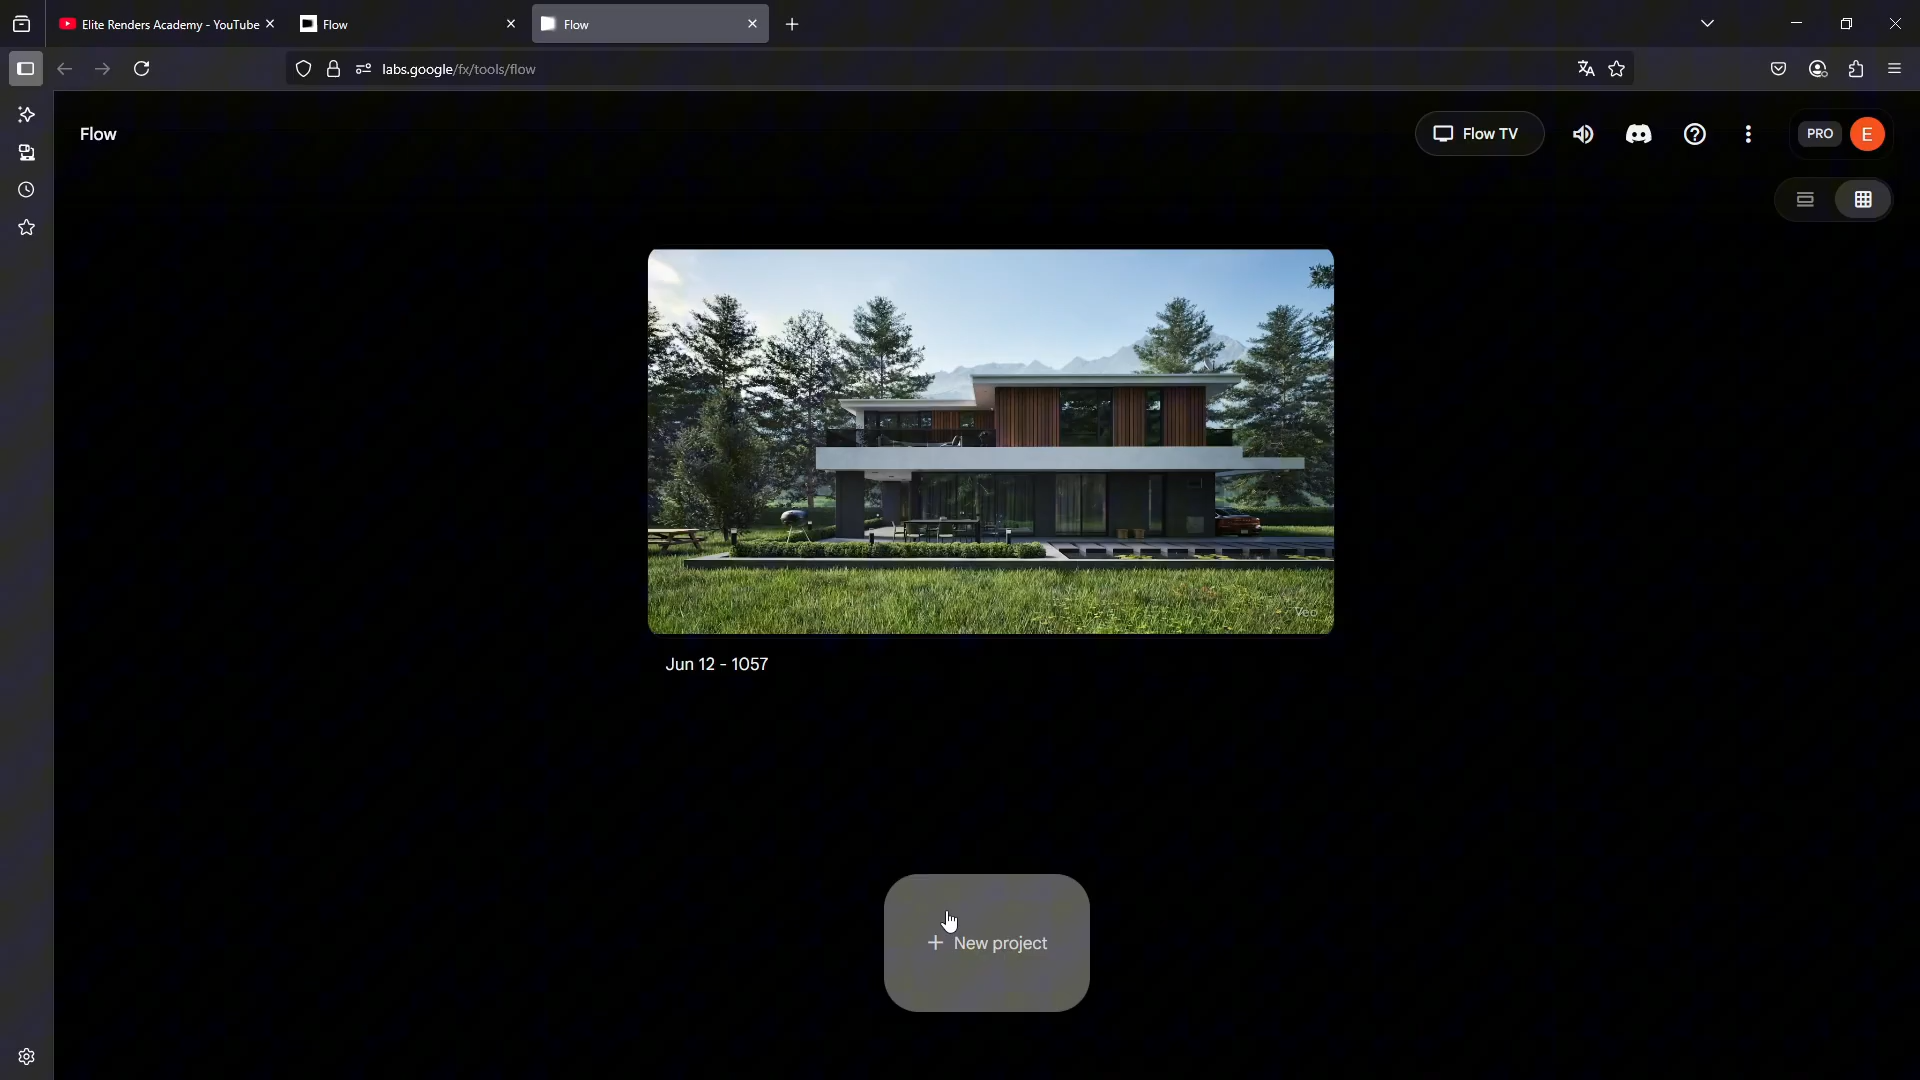 Elite Renders Academy - YouTube
Flow
Flow
labs.google/fx/tools/flow
Flow
Flow TV
PRO
E
Veo
Jun 12 - 1057
New project